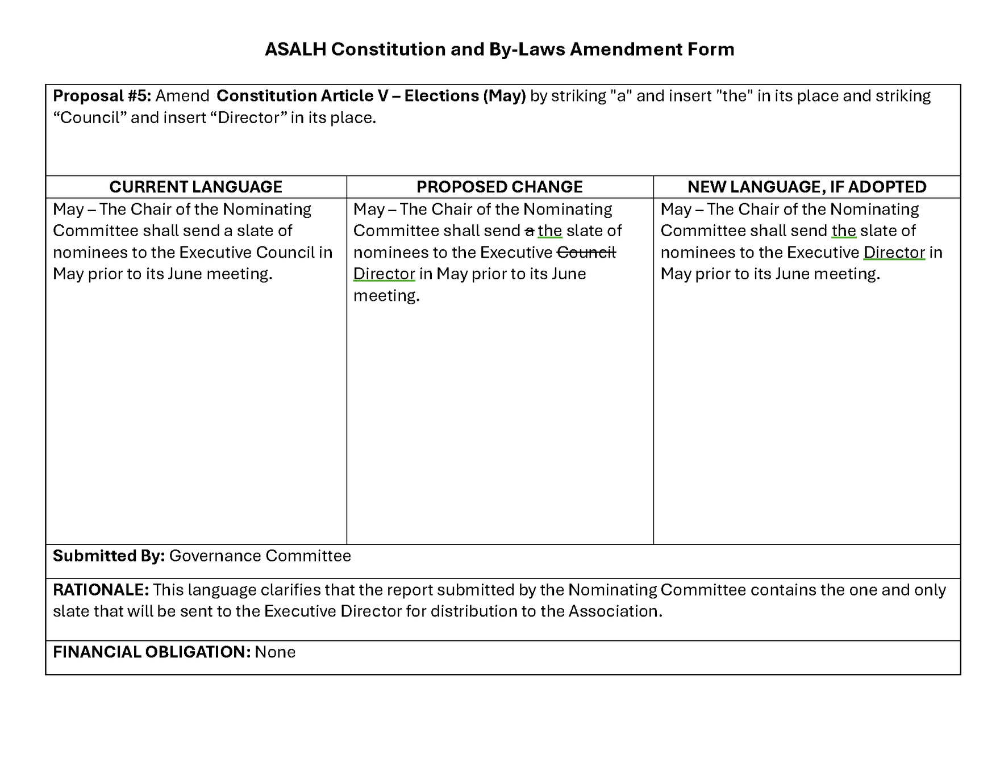 ASALH Constitution and By-Laws Amendment Form
Proposal #5: Amend  Constitution Article V – Elections (May) by striking "a" and insert "the" in its place and striking
“Council” and insert “Director” in its place.
CURRENT LANGUAGE
May – The Chair of the Nominating
Committee shall send a slate of
nominees to the Executive Council in
May prior to its June meeting.
PROPOSED CHANGE
May – The Chair of the Nominating
Committee shall send a the slate of
nominees to the Executive Council
Director in May prior to its June
meeting.
NEW LANGUAGE, IF ADOPTED
May – The Chair of the Nominating
Committee shall send the slate of
nominees to the Executive Director in
May prior to its June meeting.
Submitted By: Governance Committee
RATIONALE: This language clarifies that the report submitted by the Nominating Committee contains the one and only
slate that will be sent to the Executive Director for distribution to the Association.
FINANCIAL OBLIGATION: None